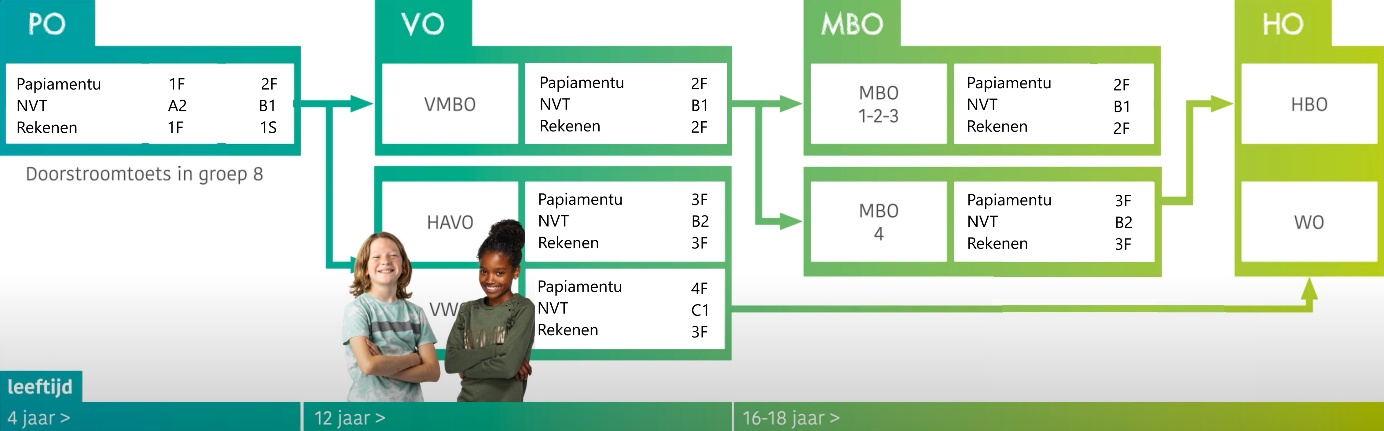 PO
Papiamentu 1F 2F
NVT A2 B1
Rekenen 1F 1S
Doorstroomtoets in groep 8
VO
VMBO
Papiamentu 2F
NVT B1
Rekenen 2F
HAVO
Papiamentu 3F
NVT B2
Rekenen 3F
VW
Papiamentu 4F
NVT C1
Rekenen 3F
MBO
MBO
1-2-3
Papiamentu 2F
NVT B1
Rekenen 2F
MBO
4
Papiamentu 3F
NVT B2
Rekenen 3F
HO
HBO
WO
leeftijd
4 jaar >
12 jaar >
16-18 jaar >